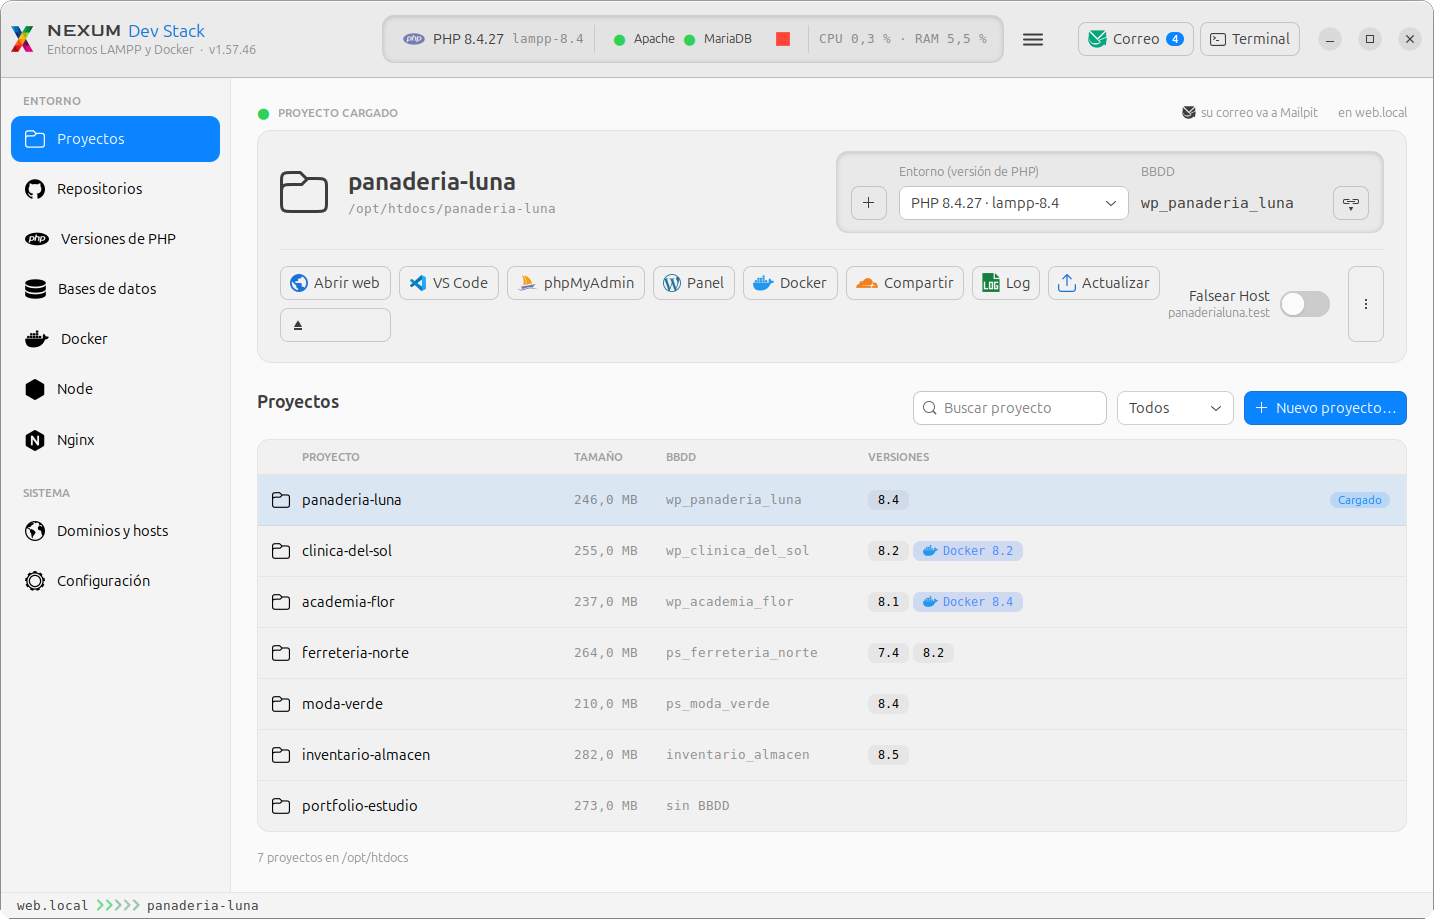 NEXUM Dev Stack
Entornos LAMPP y Docker · v1.57.46
php PHP 8.4.27 lampp-8.4
Apache
MariaDB
CPU 0,3 % · RAM 5,5 %
Correo 4
Terminal
ENTORNO
Proyectos
Repositorios
php Versiones de PHP
Bases de datos
Docker
Node
N Nginx
SISTEMA
Dominios y hosts
Configuración
PROYECTO CARGADO
su correo va a Mailpit
en web.local
panaderia-luna
/opt/htdocs/panaderia-luna
Entorno (versión de PHP)
BBDD
PHP 8.4.27 · lampp-8.4
wp_panaderia_luna
Abrir web
VS Code
phpMyAdmin
Panel
Docker
Compartir
LOG Log
Actualizar
Falsear Host
panaderialuna.test
Proyectos
Buscar proyecto
Todos
+ Nuevo proyecto...
PROYECTO TAMAÑO BBDD VERSIONES
panaderia-luna 246,0 MB wp_panaderia_luna 8.4 Cargado
clinica-del-sol 255,0 MB wp_clinica_del_sol 8.2 Docker 8.2
academia-flor 237,0 MB wp_academia_flor 8.1 Docker 8.4
ferreteria-norte 264,0 MB ps_ferreteria_norte 7.4 8.2
moda-verde 210,0 MB ps_moda_verde 8.4
inventario-almacen 282,0 MB inventario_almacen 8.5
portfolio-estudio 273,0 MB sin BBDD
7 proyectos en /opt/htdocs
web.local >>>>> panaderia-luna